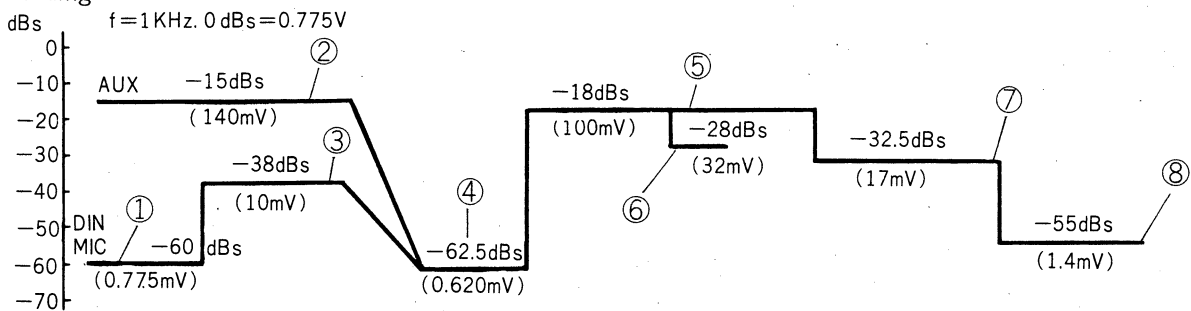 dBs f=1KHz. 0 dBs=0.775V
0
−10
−20
−30
−40
−50
−60
−70
AUX −15dBs ②
(140mV)
−38dBs ③
(10mV)
DIN ①
MIC −60 dBs
(0.775mV)
④
−62.5dBs
(0.620mV)
−18dBs ⑤
(100mV)
−28dBs
(32mV)
⑥
−32.5dBs ⑦
(17mV)
−55dBs ⑧
(1.4mV)